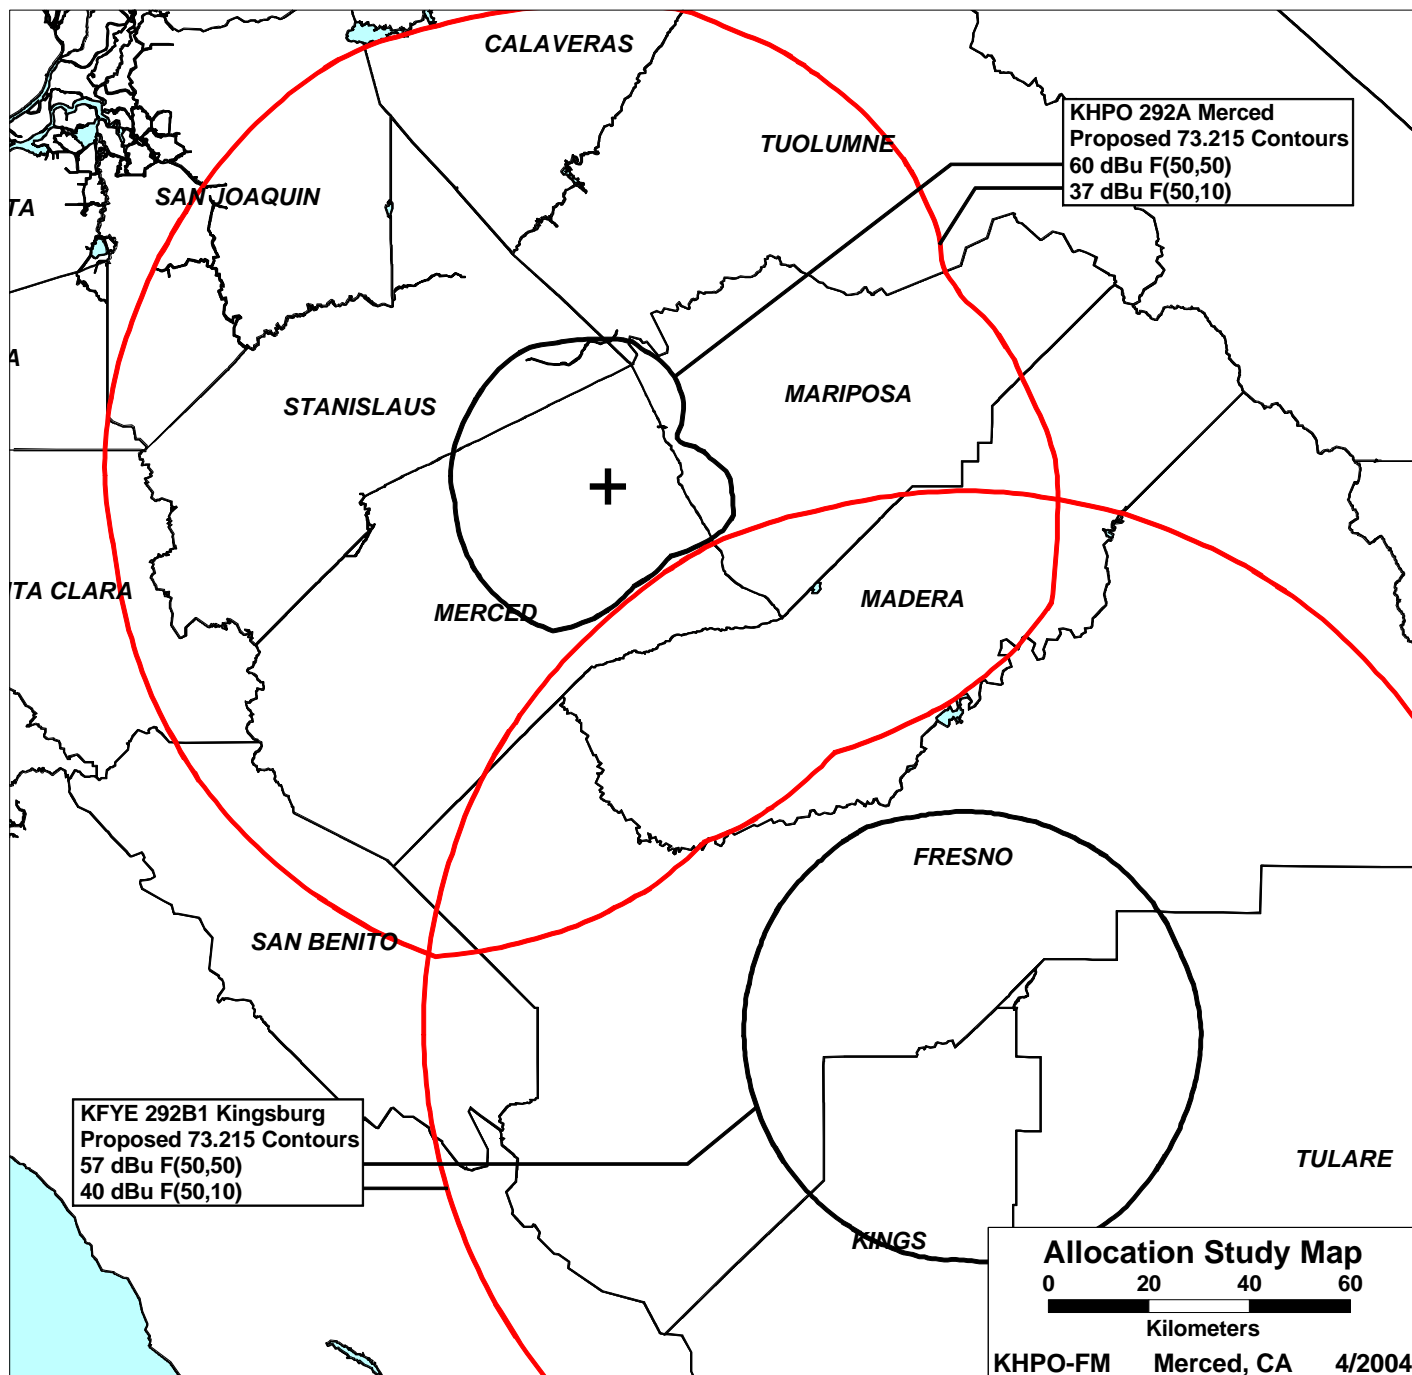 CALAVERAS
KHPO 292A Merced
Proposed 73.215 Contours
60 dBu F(50,50)
37 dBu F(50,10)
TUOLUMNE
SAN JOAQUIN
TA
A
STANISLAUS
MARIPOSA
ITA CLARA
MERCED
MADERA
FRESNO
SAN BENITO
KFYE 292B1 Kingsburg
Proposed 73.215 Contours
57 dBu F(50,50)
40 dBu F(50,10)
TULARE
KINGS
Allocation Study Map
0 20 40 60
Kilometers
KHPO-FM Merced, CA 4/2004